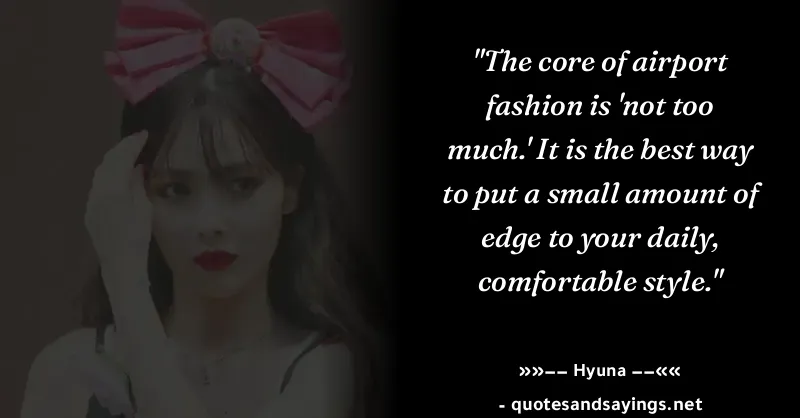 "The core of airport
fashion is 'not too
much.' It is the best way
to put a small amount of
edge to your daily,
comfortable style."
»»−− Hyuna −−««
- quotesandsayings.net